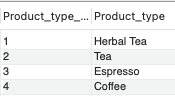 Product_type_... Product_type
1 Herbal Tea
2 Tea
3 Espresso
4 Coffee